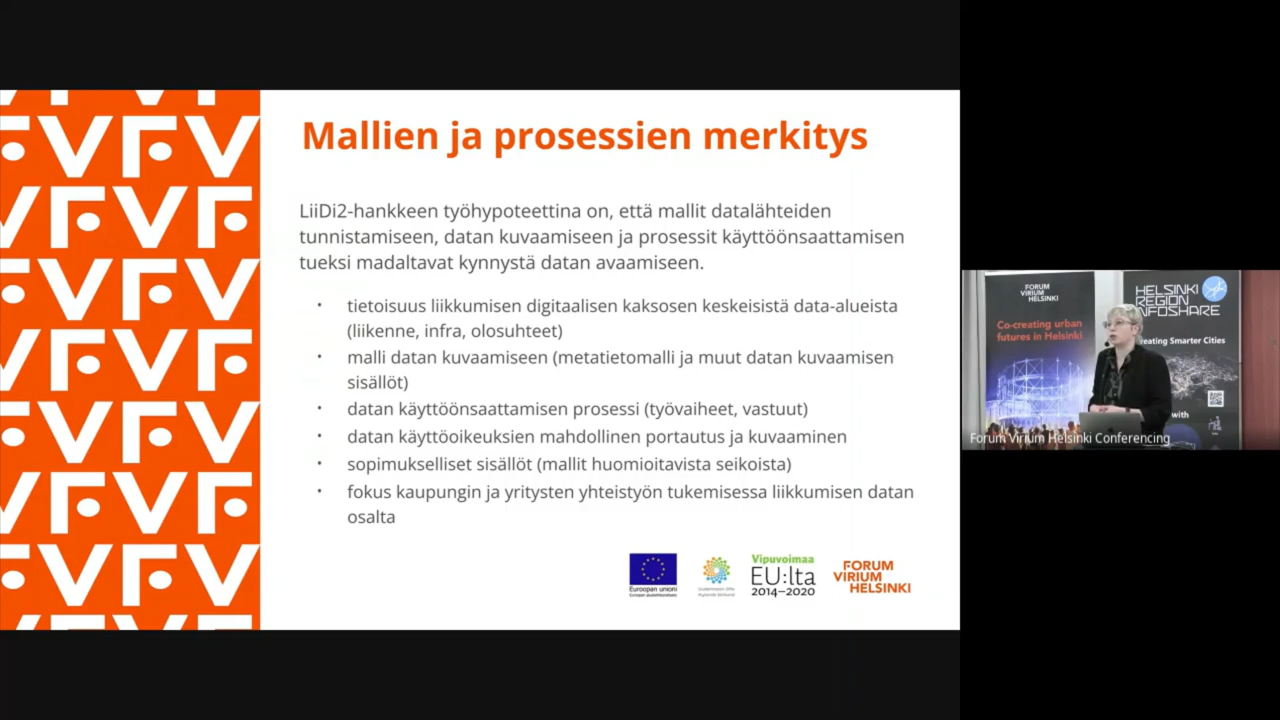 Mallien ja prosessien merkitys
LiiDi2-hankkeen työhypoteettina on, että mallit datalähteiden
tunnistamiseen, datan kuvaamiseen ja prosessit käyttöönsaattamisen
tueksi madaltavat kynnystä datan avaamiseen.
• tietoisuus liikkumisen digitaalisen kaksosen keskeisistä data-alueista
(liikenne, infra, olosuhteet)
• malli datan kuvaamiseen (metatietomalli ja muut datan kuvaamisen
sisällöt)
• datan käyttöönsaattamisen prosessi (työvaiheet, vastuut)
• datan käyttöoikeuksien mahdollinen portautus ja kuvaaminen
• sopimukselliset sisällöt (mallit huomioitavista seikoista)
• fokus kaupungin ja yritysten yhteistyön tukemisessa liikkumisen datan
osalta
Euroopan unioni
Vipuvoimaa
EU:lta
2014–2020
FORUM
VIRIUM
HELSINKI
FORUM
VIRIUM
HELSINKI
Co-creating urban
futures in Helsinki
HELSINKI
REGION
INFOSHARE
eating Smarter Cities
with
Forum Virium Helsinki Conferencing